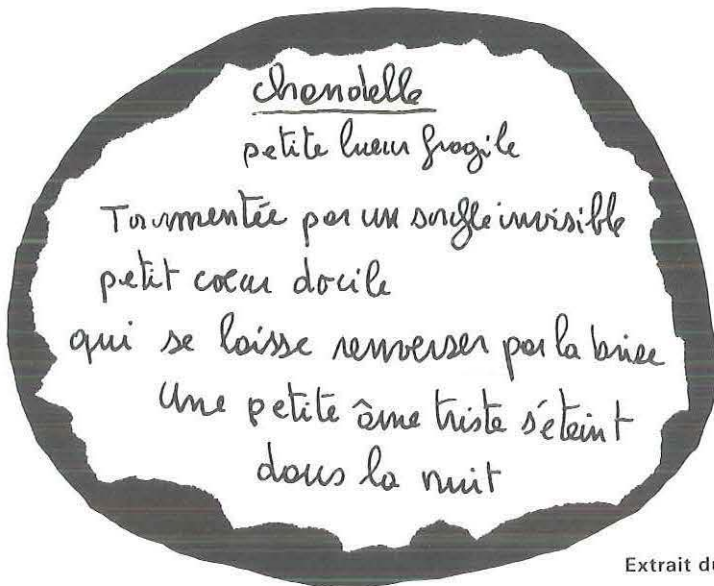 chandelle
petite lueur fragile
Tourmentée par un souffle invisible
petit coeur docile
qui se laisse renverser par la brise
Une petite âme triste s'éteint
dans la nuit
Extrait du